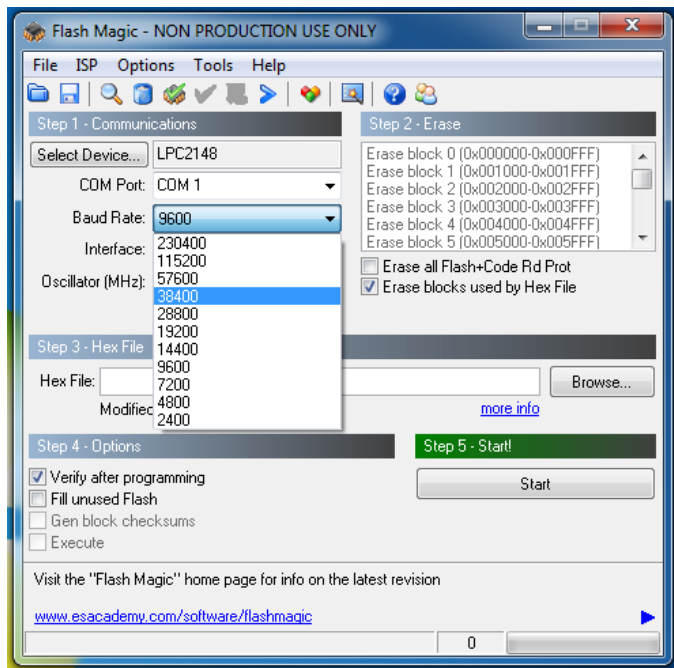 Flash Magic - NON PRODUCTION USE ONLY
File ISP Options Tools Help
Step 1 - Communications
Select Device... LPC2148
COM Port: COM 1
Baud Rate: 9600
Interface:
Oscillator (MHz):
230400
115200
57600
38400
28800
19200
14400
9600
7200
4800
2400
Step 2 - Erase
Erase block 0 (0x000000-0x000FFF)
Erase block 1 (0x001000-0x001FFF)
Erase block 2 (0x002000-0x002FFF)
Erase block 3 (0x003000-0x003FFF)
Erase block 4 (0x004000-0x004FFF)
Erase block 5 (0x005000-0x005FFF)
Erase all Flash+Code Rd Prot
Erase blocks used by Hex File
Step 3 - Hex File
Hex File: Browse...
Modified more info
Step 4 - Options
Verify after programming
Fill unused Flash
Gen block checksums
Execute
Step 5 - Start!
Start
Visit the "Flash Magic" home page for info on the latest revision
www.esacademy.com/software/flashmagic
0